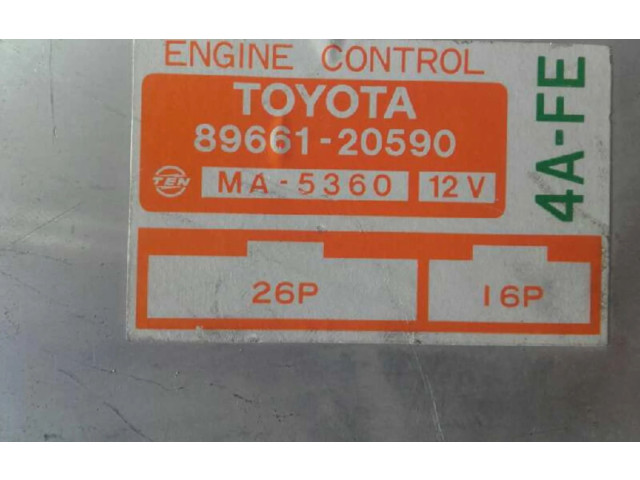 ENGINE CONTROL
TOYOTA
89661-20590
TEN MA-5360 12V
4A-FE
26P 16P